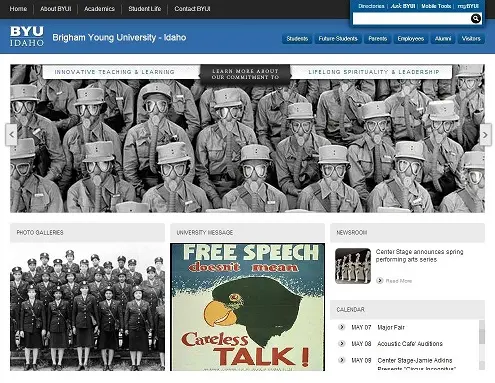 Home
About BYUI
Academics
Student Life
Contact BYUI
Directories
Ask BYUI
Mobile Tools
myBYUI
BYU
IDAHO
Brigham Young University - Idaho
Students
Future Students
Parents
Employees
Alumni
Visitors
INNOVATIVE TEACHING & LEARNING
LEARN MORE ABOUT
OUR COMMITMENT TO
LIFELONG SPIRITUALITY & LEADERSHIP
PHOTO GALLERIES
UNIVERSITY MESSAGE
FREE SPEECH
doesn't mean
Careless
TALK!
NEWSROOM
Center Stage announces spring
performing arts series
Read More
CALENDAR
MAY 07 Major Fair
MAY 08 Acoustic Cafe' Auditions
MAY 09 Center Stage-Jamie Adkins
Presents "Circus Incognitus"